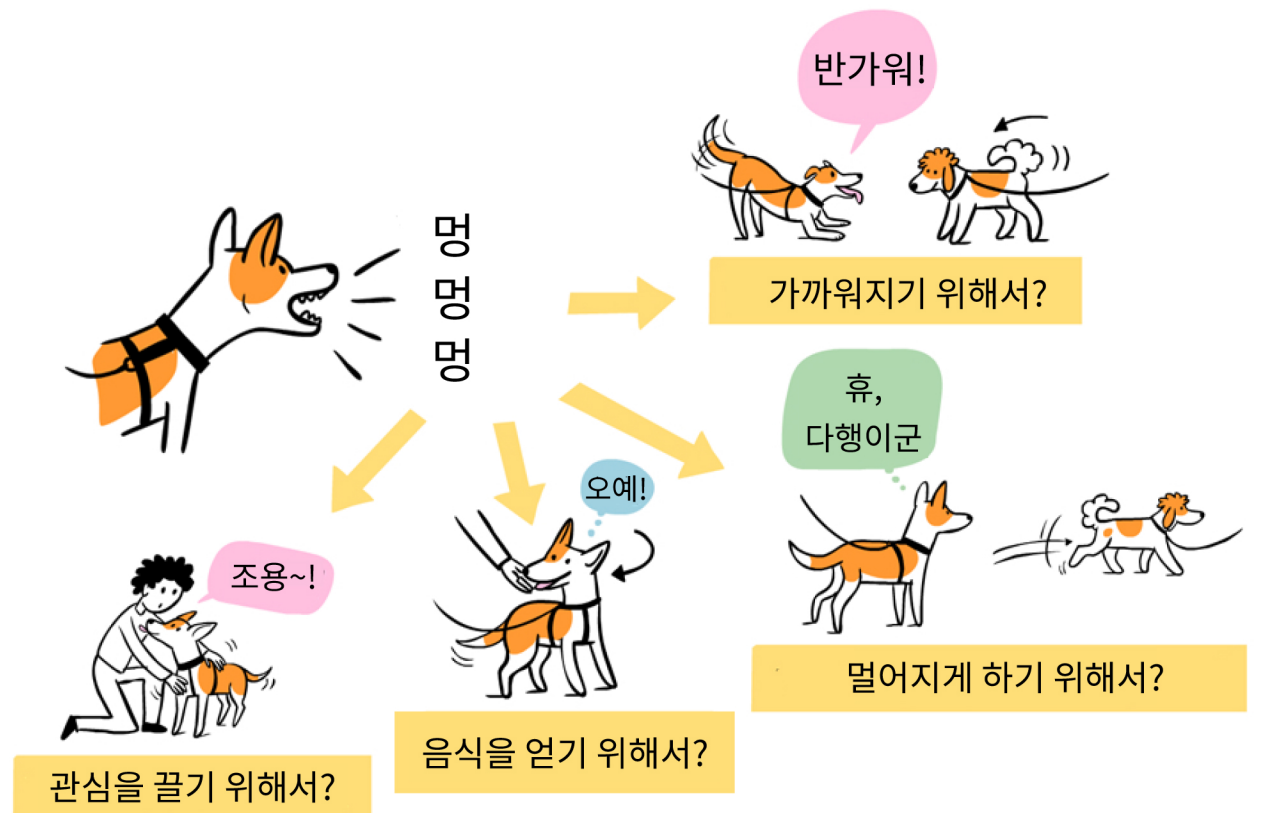 멍
멍
멍
반가워!
가까워지기 위해서?
휴,
다행이군
멀어지게 하기 위해서?
오예!
음식을 얻기 위해서?
조용~!
관심을 끌기 위해서?